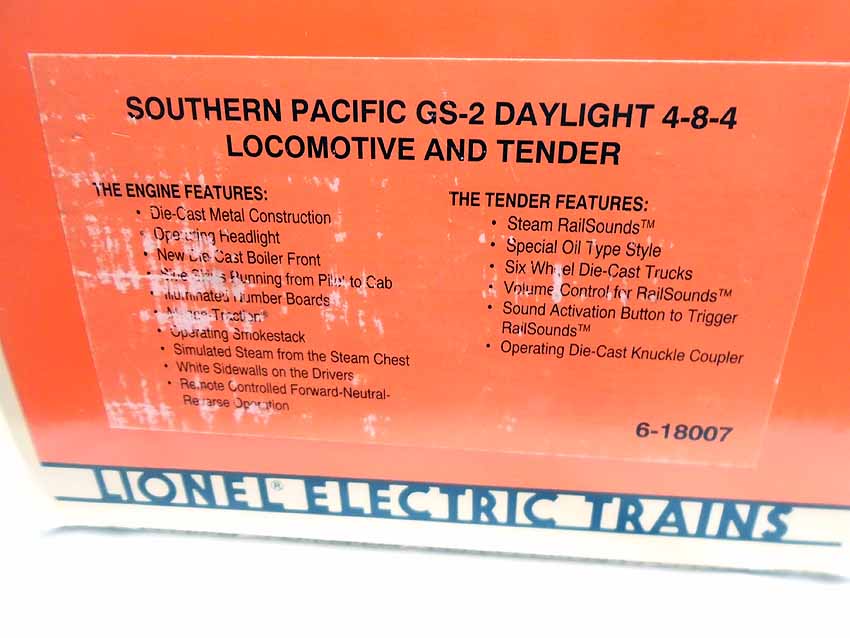 SOUTHERN PACIFIC GS-2 DAYLIGHT 4-8-4
LOCOMOTIVE AND TENDER
THE ENGINE FEATURES:
• Die-Cast Metal Construction
• Operating Headlight
• New Die Cast Boiler Front
• Running from Pilot to Cab
• Illuminated Number Boards
• -Traction®
• Operating Smokestack
• Simulated Steam from the Steam Chest
• White Sidewalls on the Drivers
• Remote Controlled Forward-Neutral-
Reverse Operation
THE TENDER FEATURES:
• Steam RailSounds™
• Special Oil Type Style
• Six Wheel Die-Cast Trucks
• Volume Control for RailSounds™
• Sound Activation Button to Trigger
RailSounds™
• Operating Die-Cast Knuckle Coupler
6-18007
LIONEL® ELECTRIC TRAINS